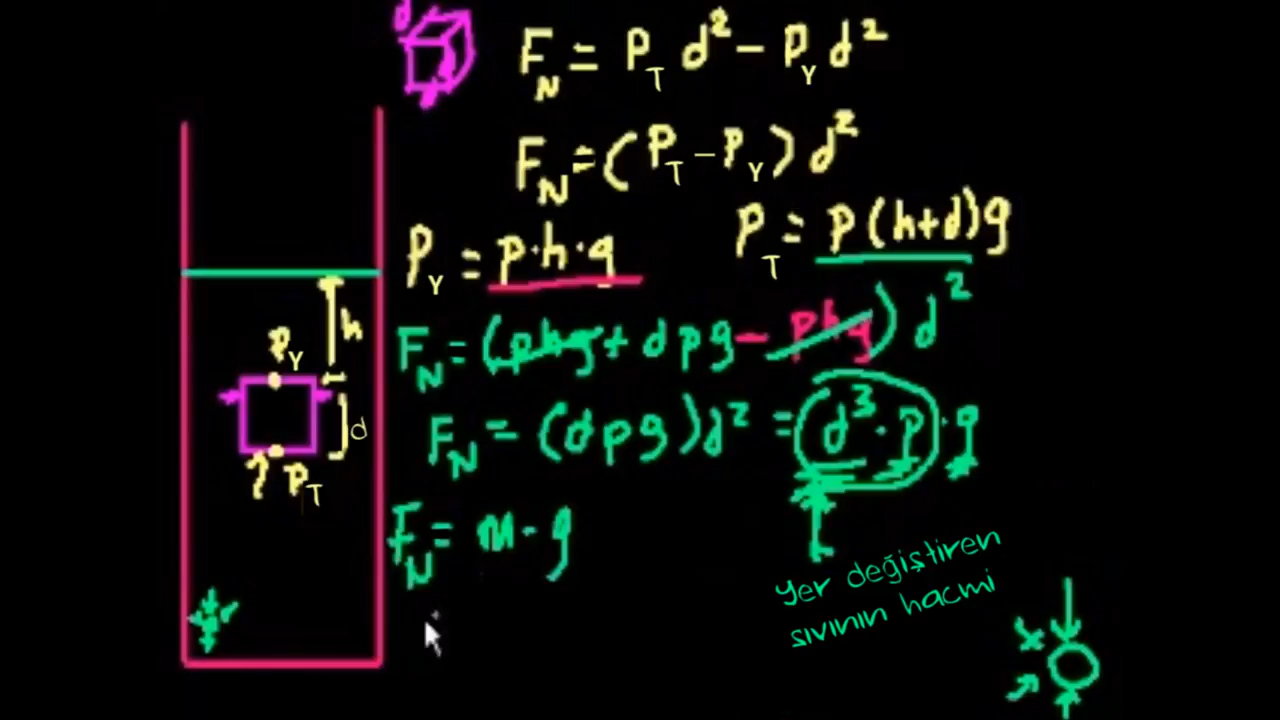 d
F_N = P_T d² - P_Y d²
F_N = (P_T - P_Y) d²
P_Y = p·h·g
P_T = p(h+d)g
h
P_Y
F_N = (phg + dpg - phg) d²
d
F_N = (dpg)d² = d³·p·g
? P_T
F_N = m·g
yer değiştiren
sıvının hacmi